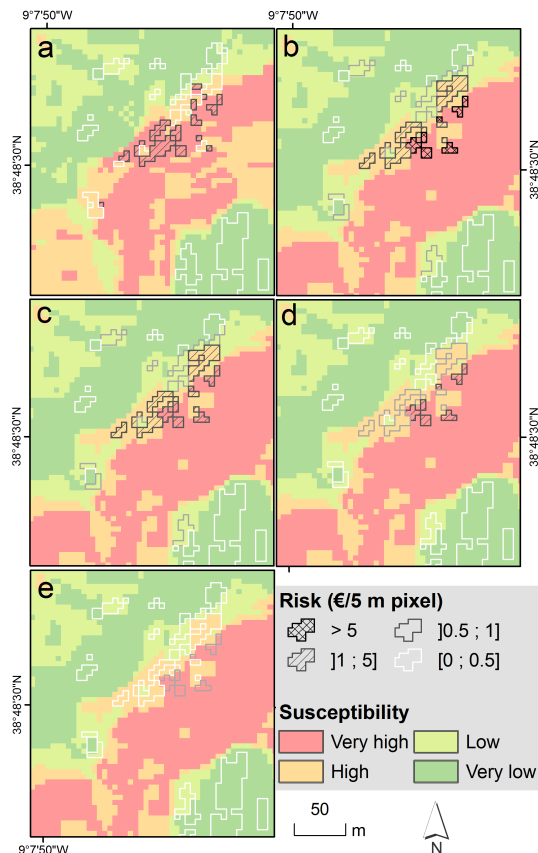 9°7'50"W
9°7'50"W
a
b
38°48'30"N
38°48'30"N
c
d
38°48'30"N
38°48'30"N
e
Risk (€/5 m pixel)
> 5
]0.5 ; 1]
]1 ; 5]
[0 ; 0.5]
38°48'30"N
Susceptibility
Very high
Low
High
Very low
50
m
N
9°7'50"W